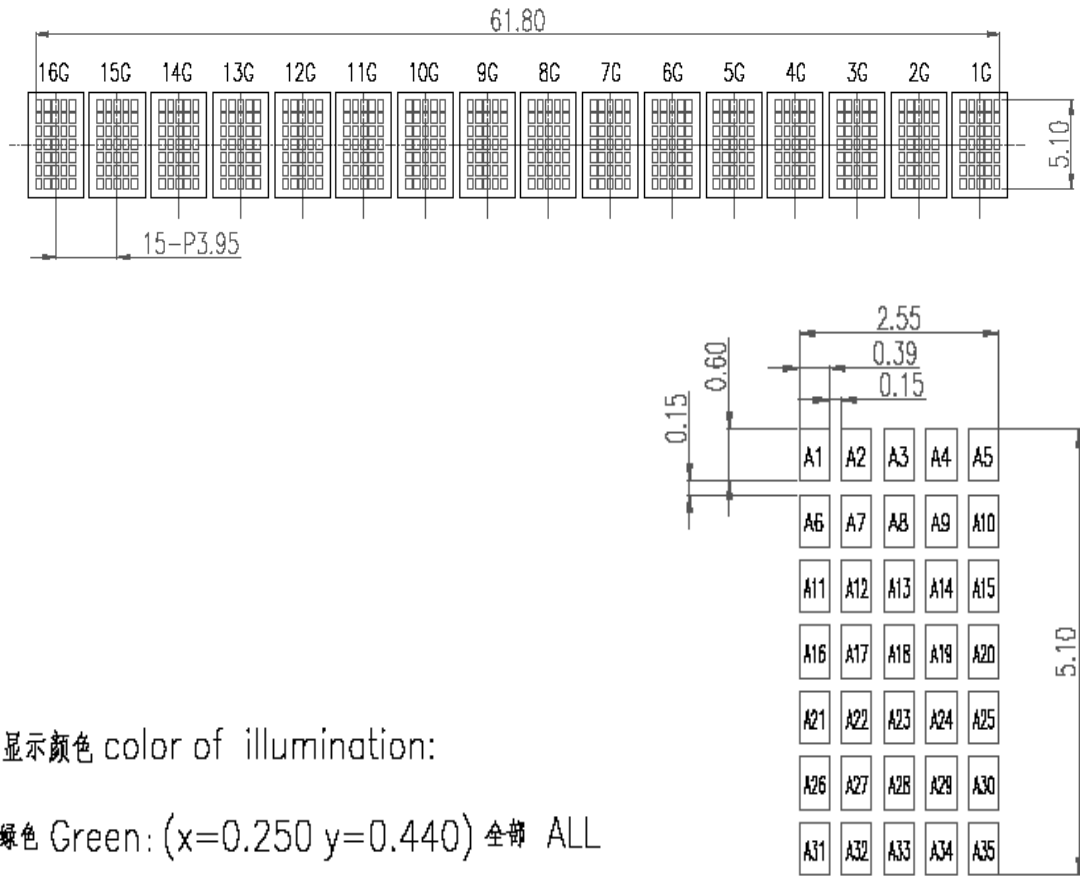 61.80
16G 15G 14G 13G 12G 11G 10G 9G 8G 7G 6G 5G 4G 3G 2G 1G
5.10
15-P3.95
2.55
0.60
0.39
0.15
0.15
A1 A2 A3 A4 A5
A6 A7 A8 A9 A10
A11 A12 A13 A14 A15
A16 A17 A18 A19 A20
5.10
A21 A22 A23 A24 A25
显示颜色 color of illumination:
A26 A27 A28 A29 A30
绿色 Green: (x=0.250 y=0.440) 全部 ALL
A31 A32 A33 A34 A35